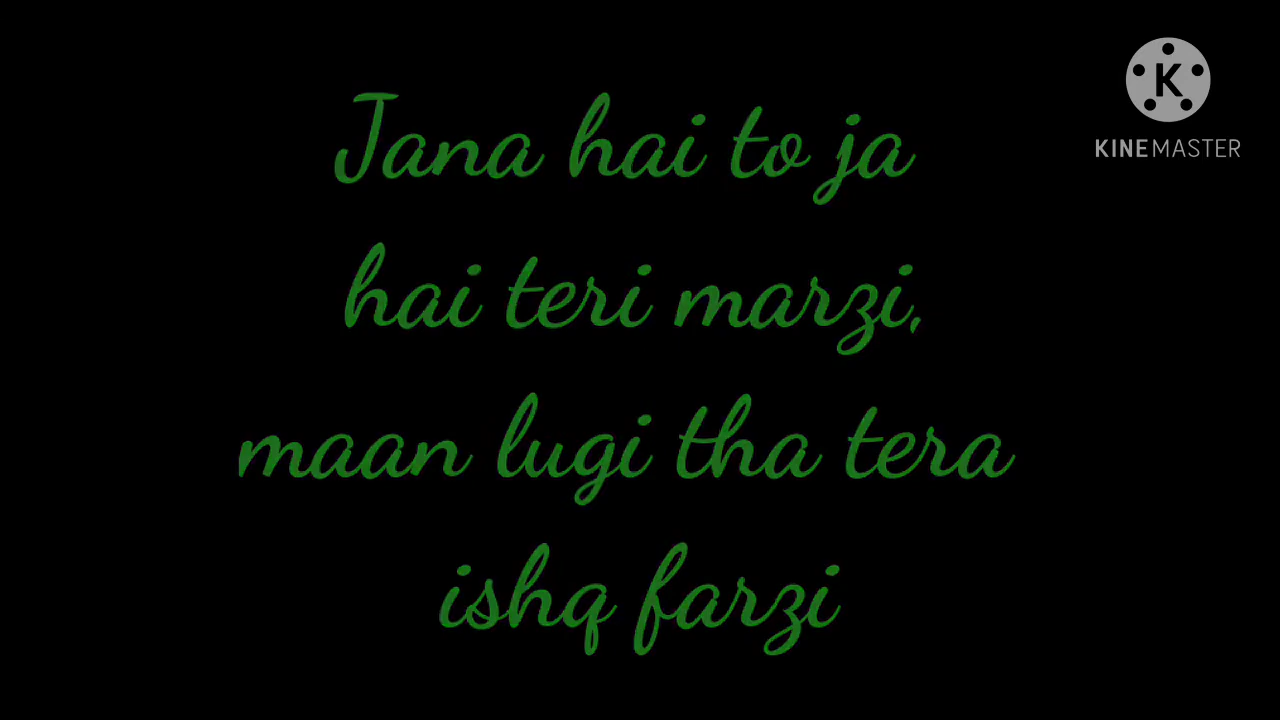 Jana hai to ja
hai teri marzi,
maan lugi tha tera
ishq farzi
K
KINEMASTER